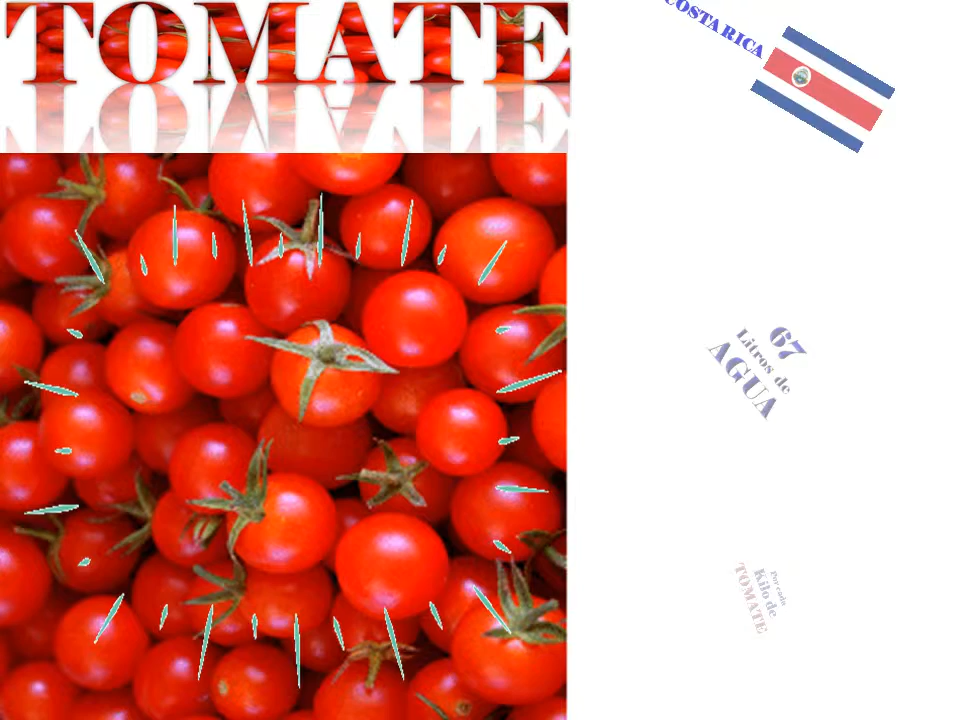 TOMATE
COSTA RICA
67
Litros de
AGUA
Por cada
Kilo de
TOMATE